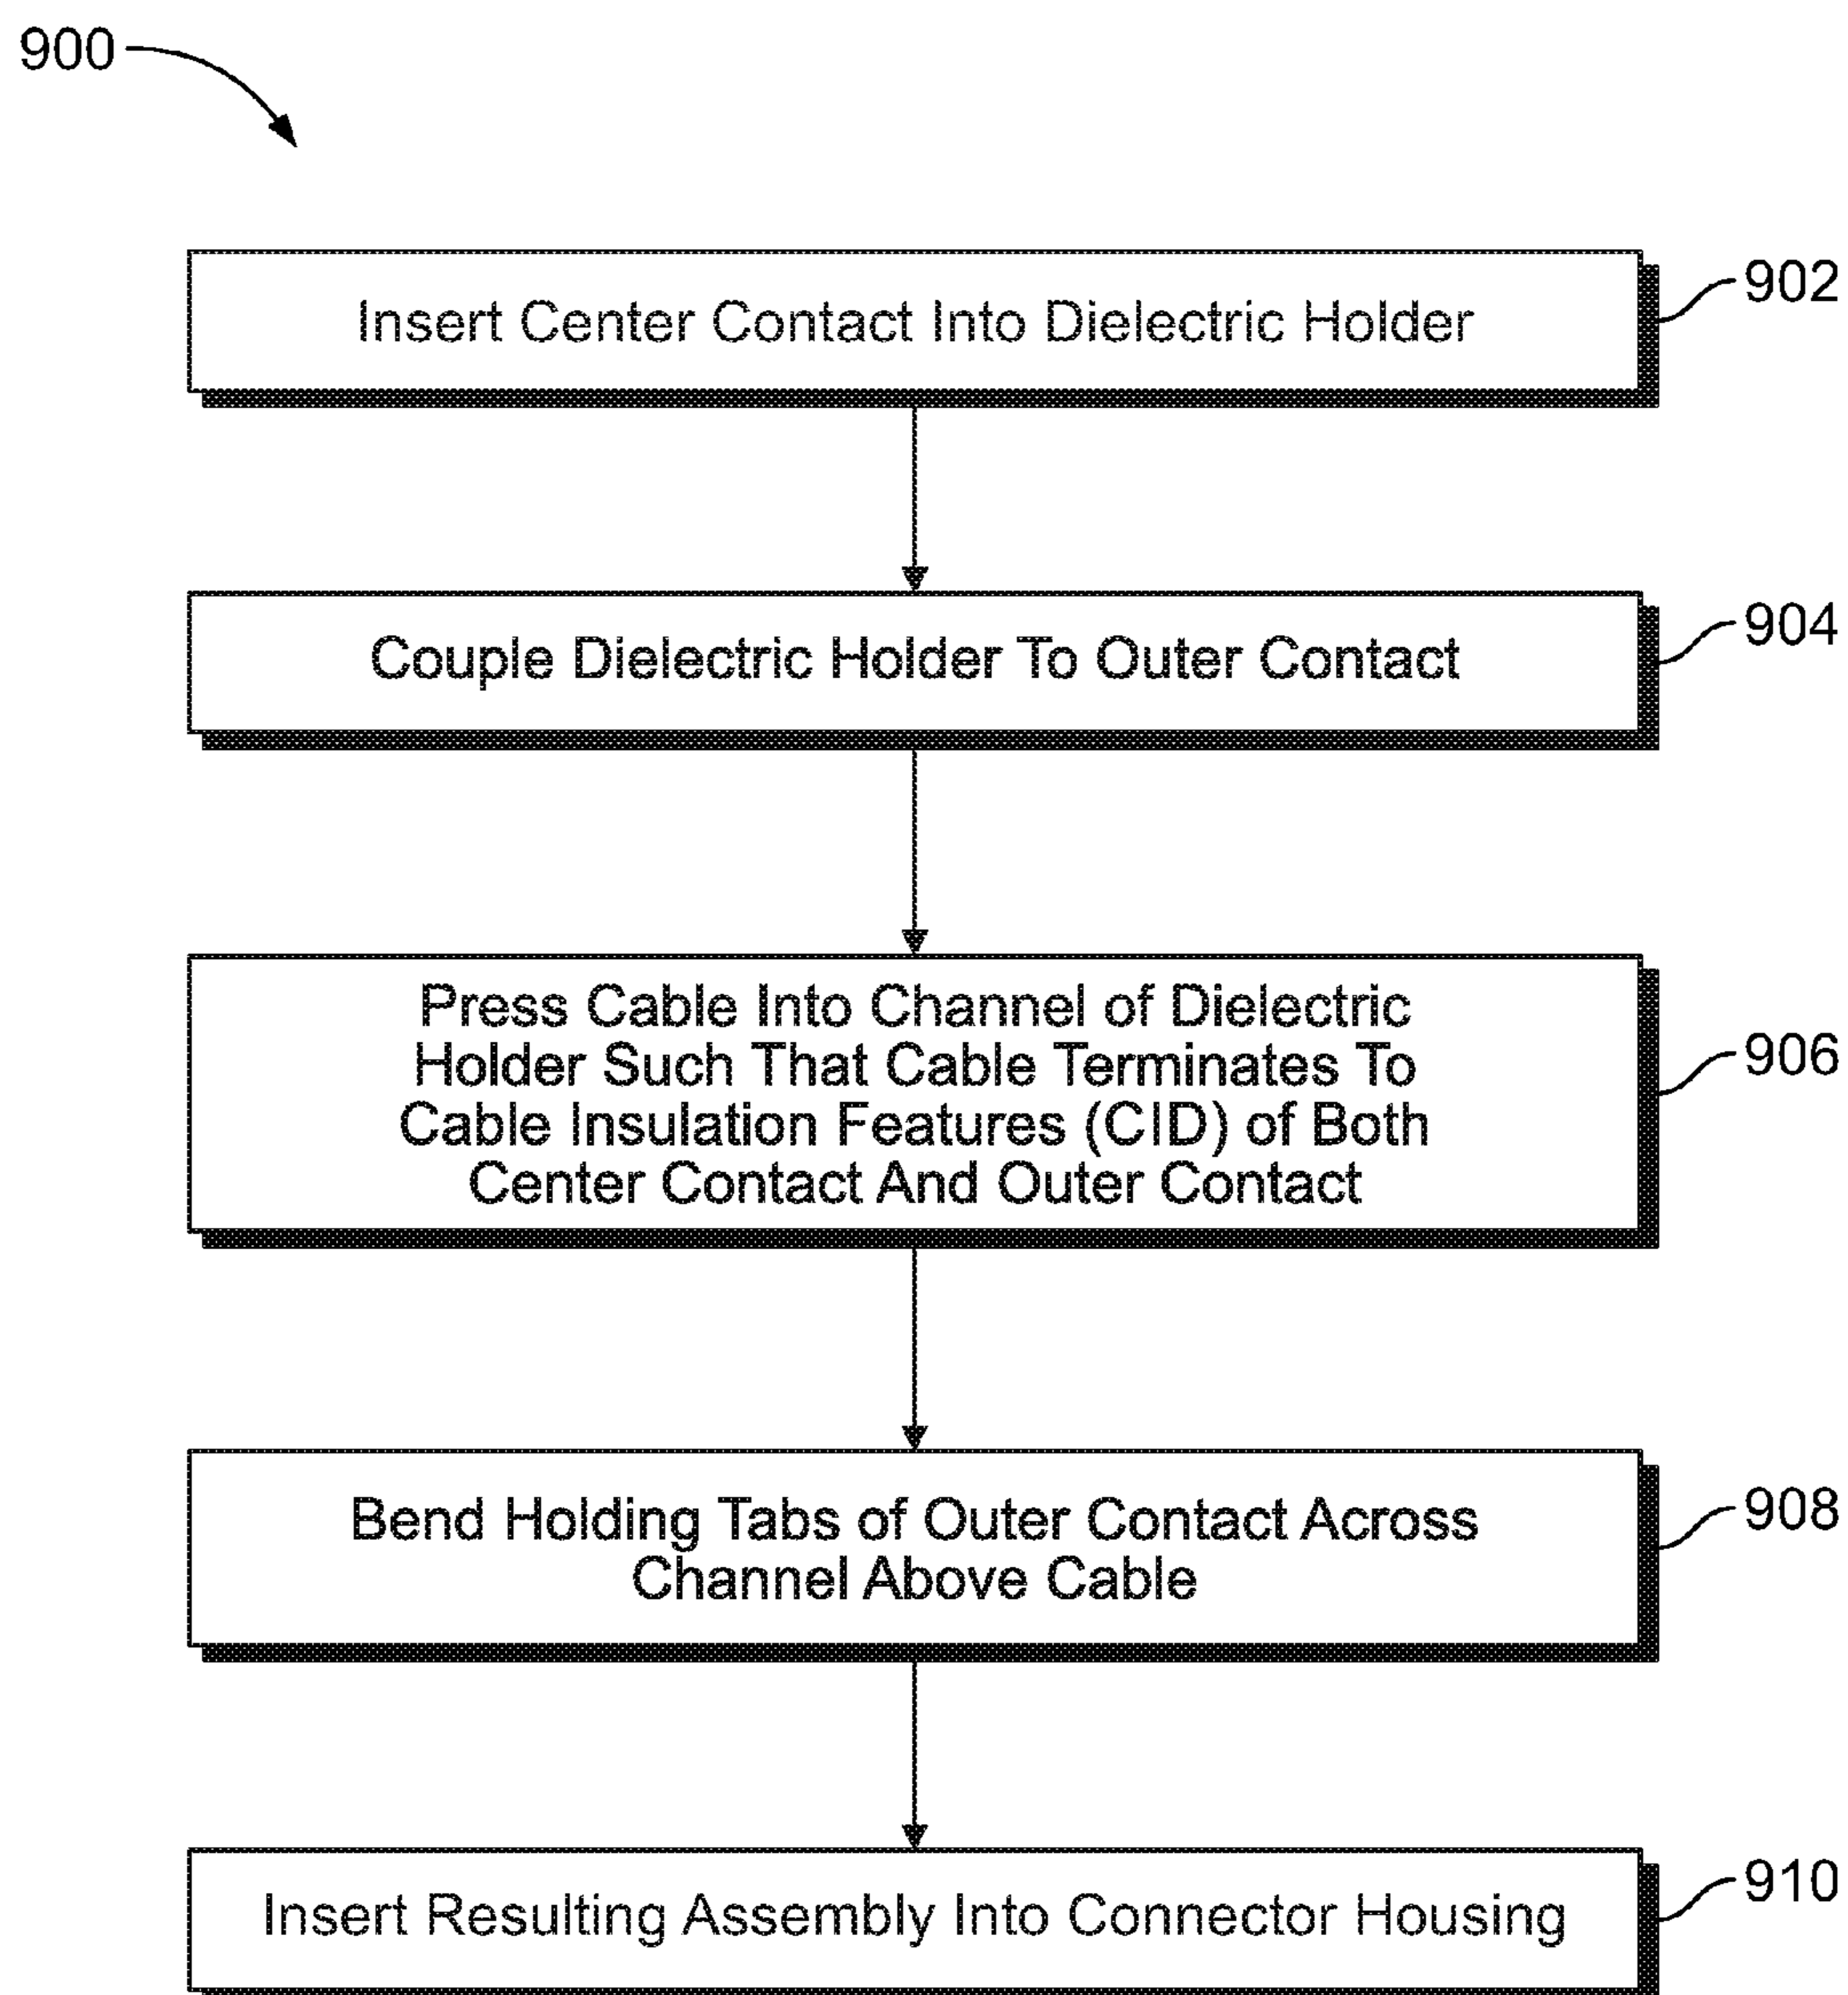 900
Insert Center Contact Into Dielectric Holder
902
Couple Dielectric Holder To Outer Contact
904
Press Cable Into Channel of Dielectric
Holder Such That Cable Terminates To
Cable Insulation Features (CID) of Both
Center Contact And Outer Contact
906
Bend Holding Tabs of Outer Contact Across
Channel Above Cable
908
Insert Resulting Assembly Into Connector Housing
910